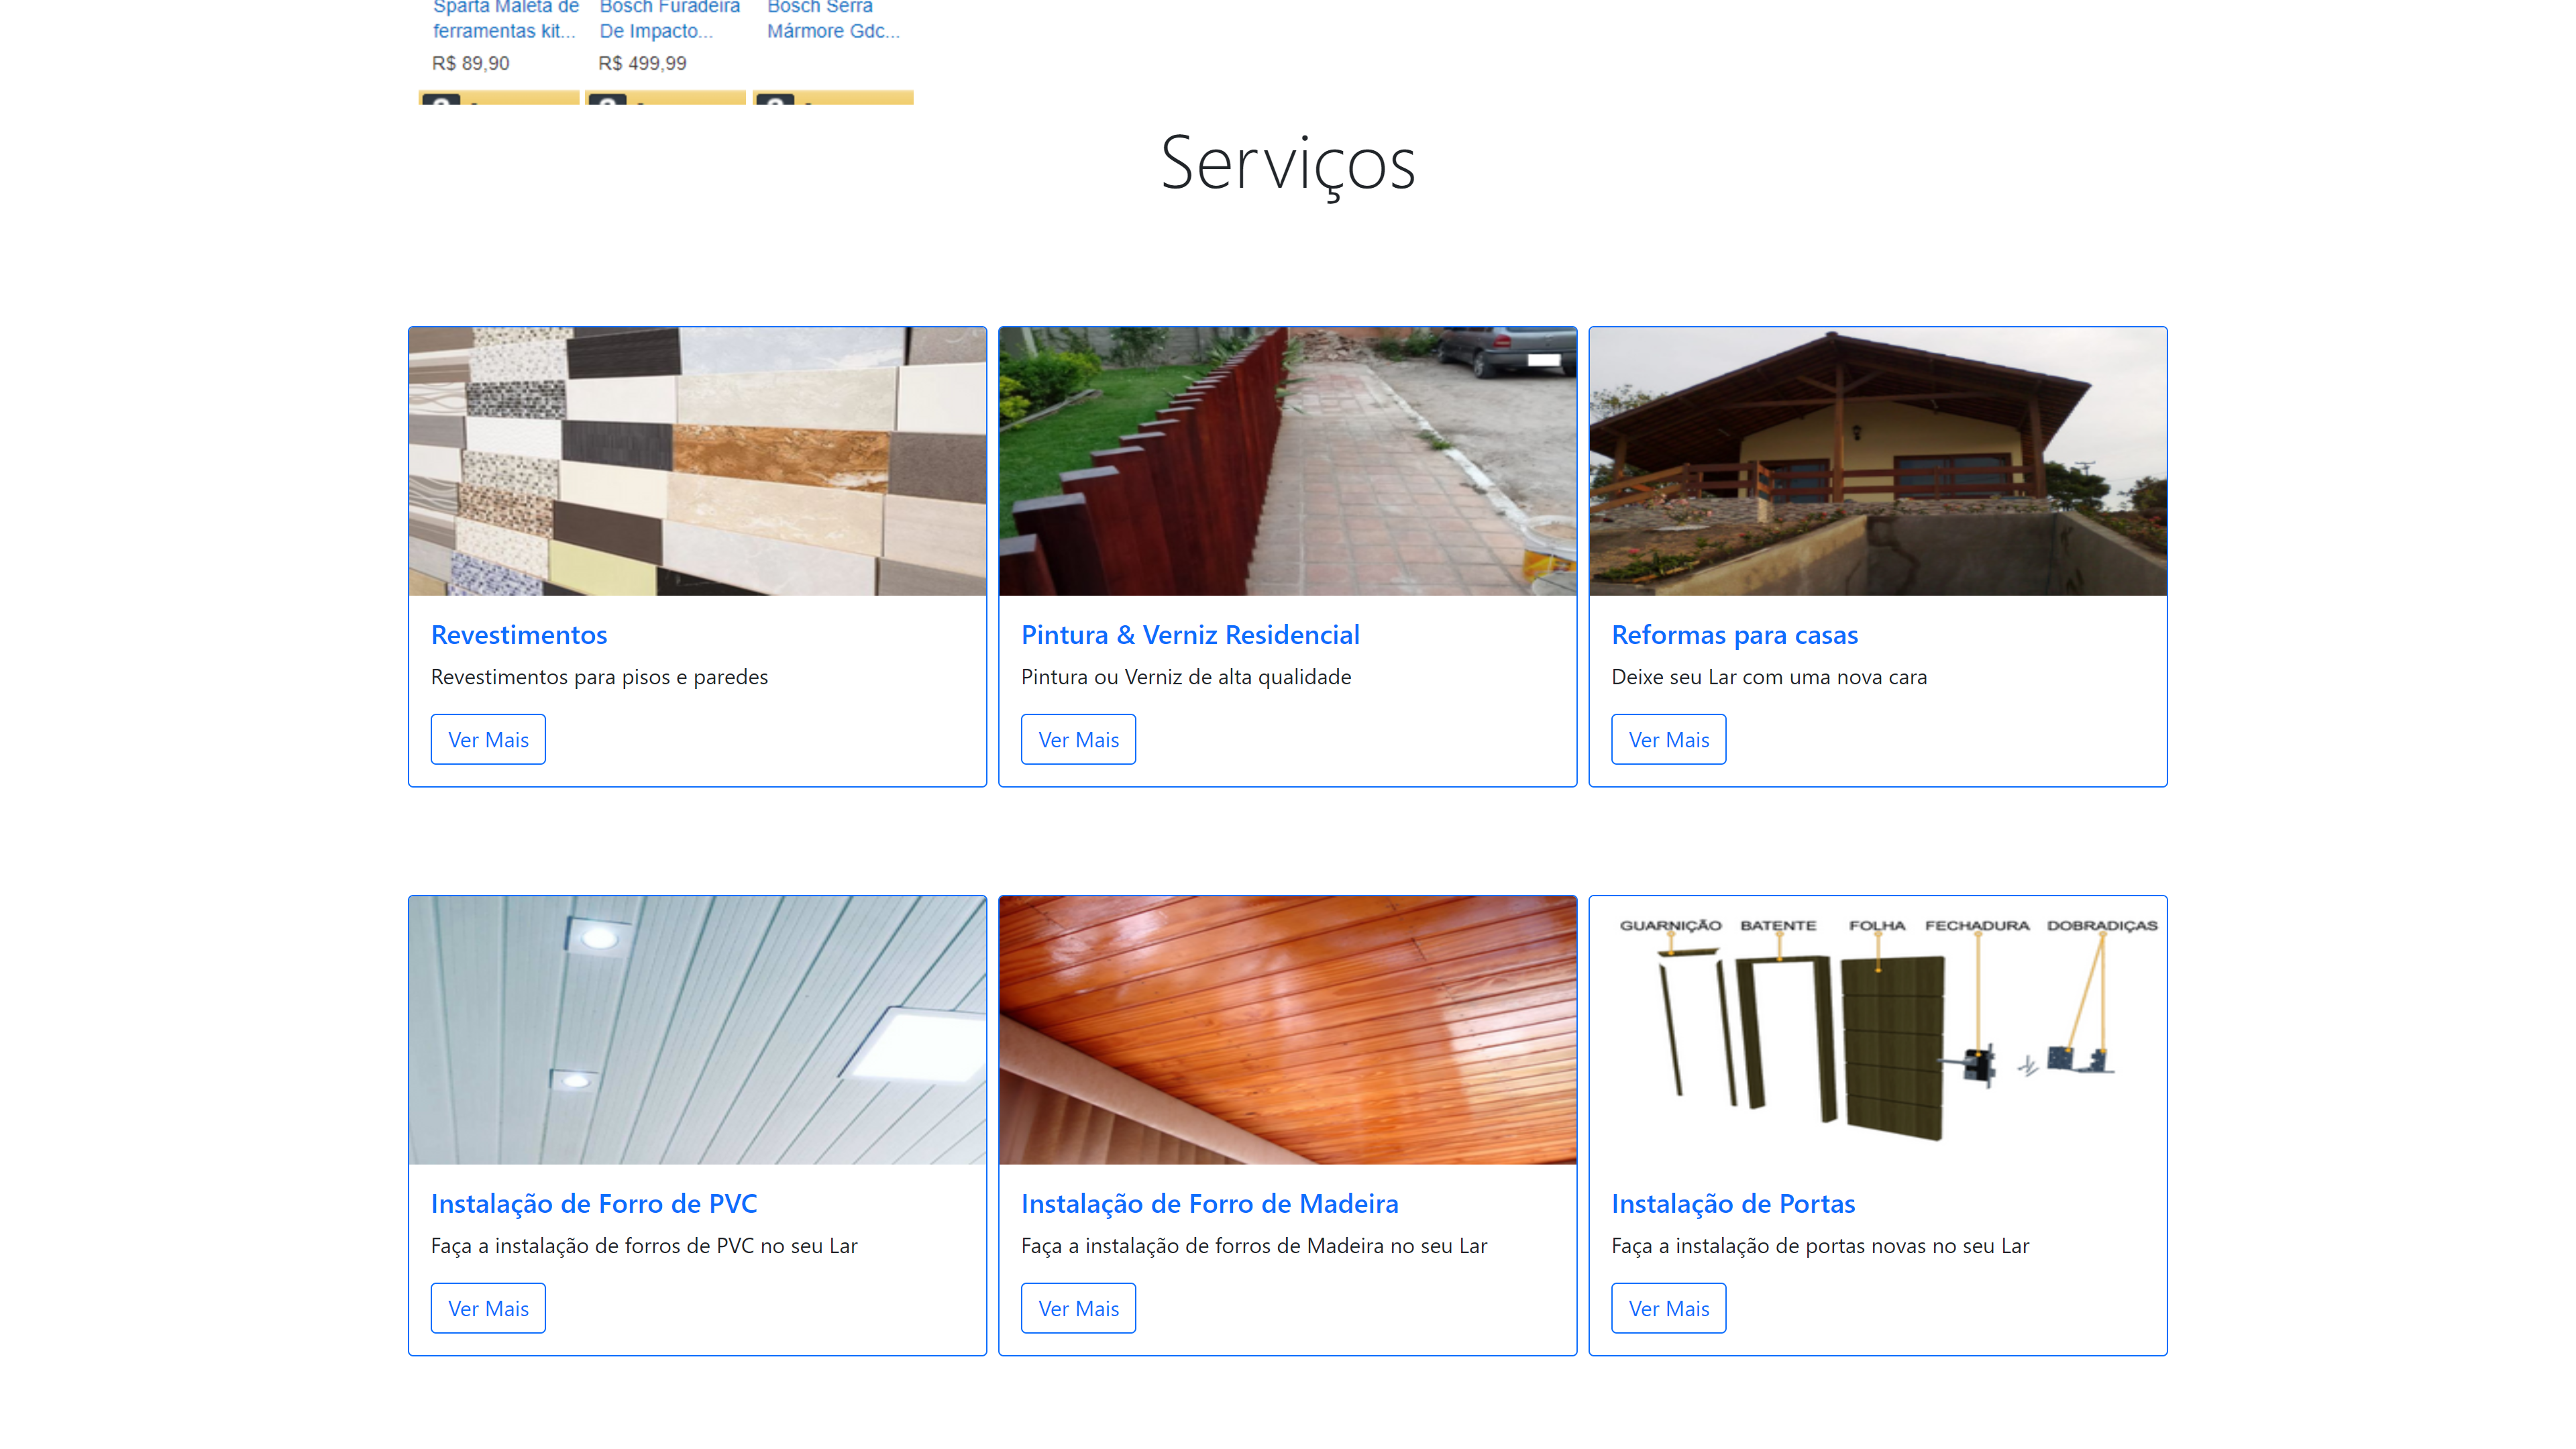 Sparta Maleta de
ferramentas kit...
R$ 89,90
Bosch Furadeira
De Impacto...
R$ 499,99
Bosch Serra
Mármore Gdc...
Serviços
Revestimentos
Revestimentos para pisos e paredes
Ver Mais
Pintura & Verniz Residencial
Pintura ou Verniz de alta qualidade
Ver Mais
Reformas para casas
Deixe seu Lar com uma nova cara
Ver Mais
Instalação de Forro de PVC
Faça a instalação de forros de PVC no seu Lar
Ver Mais
Instalação de Forro de Madeira
Faça a instalação de forros de Madeira no seu Lar
Ver Mais
GUARNIÇÃO BATENTE FOLHA FECHADURA DOBRADIÇAS
Instalação de Portas
Faça a instalação de portas novas no seu Lar
Ver Mais